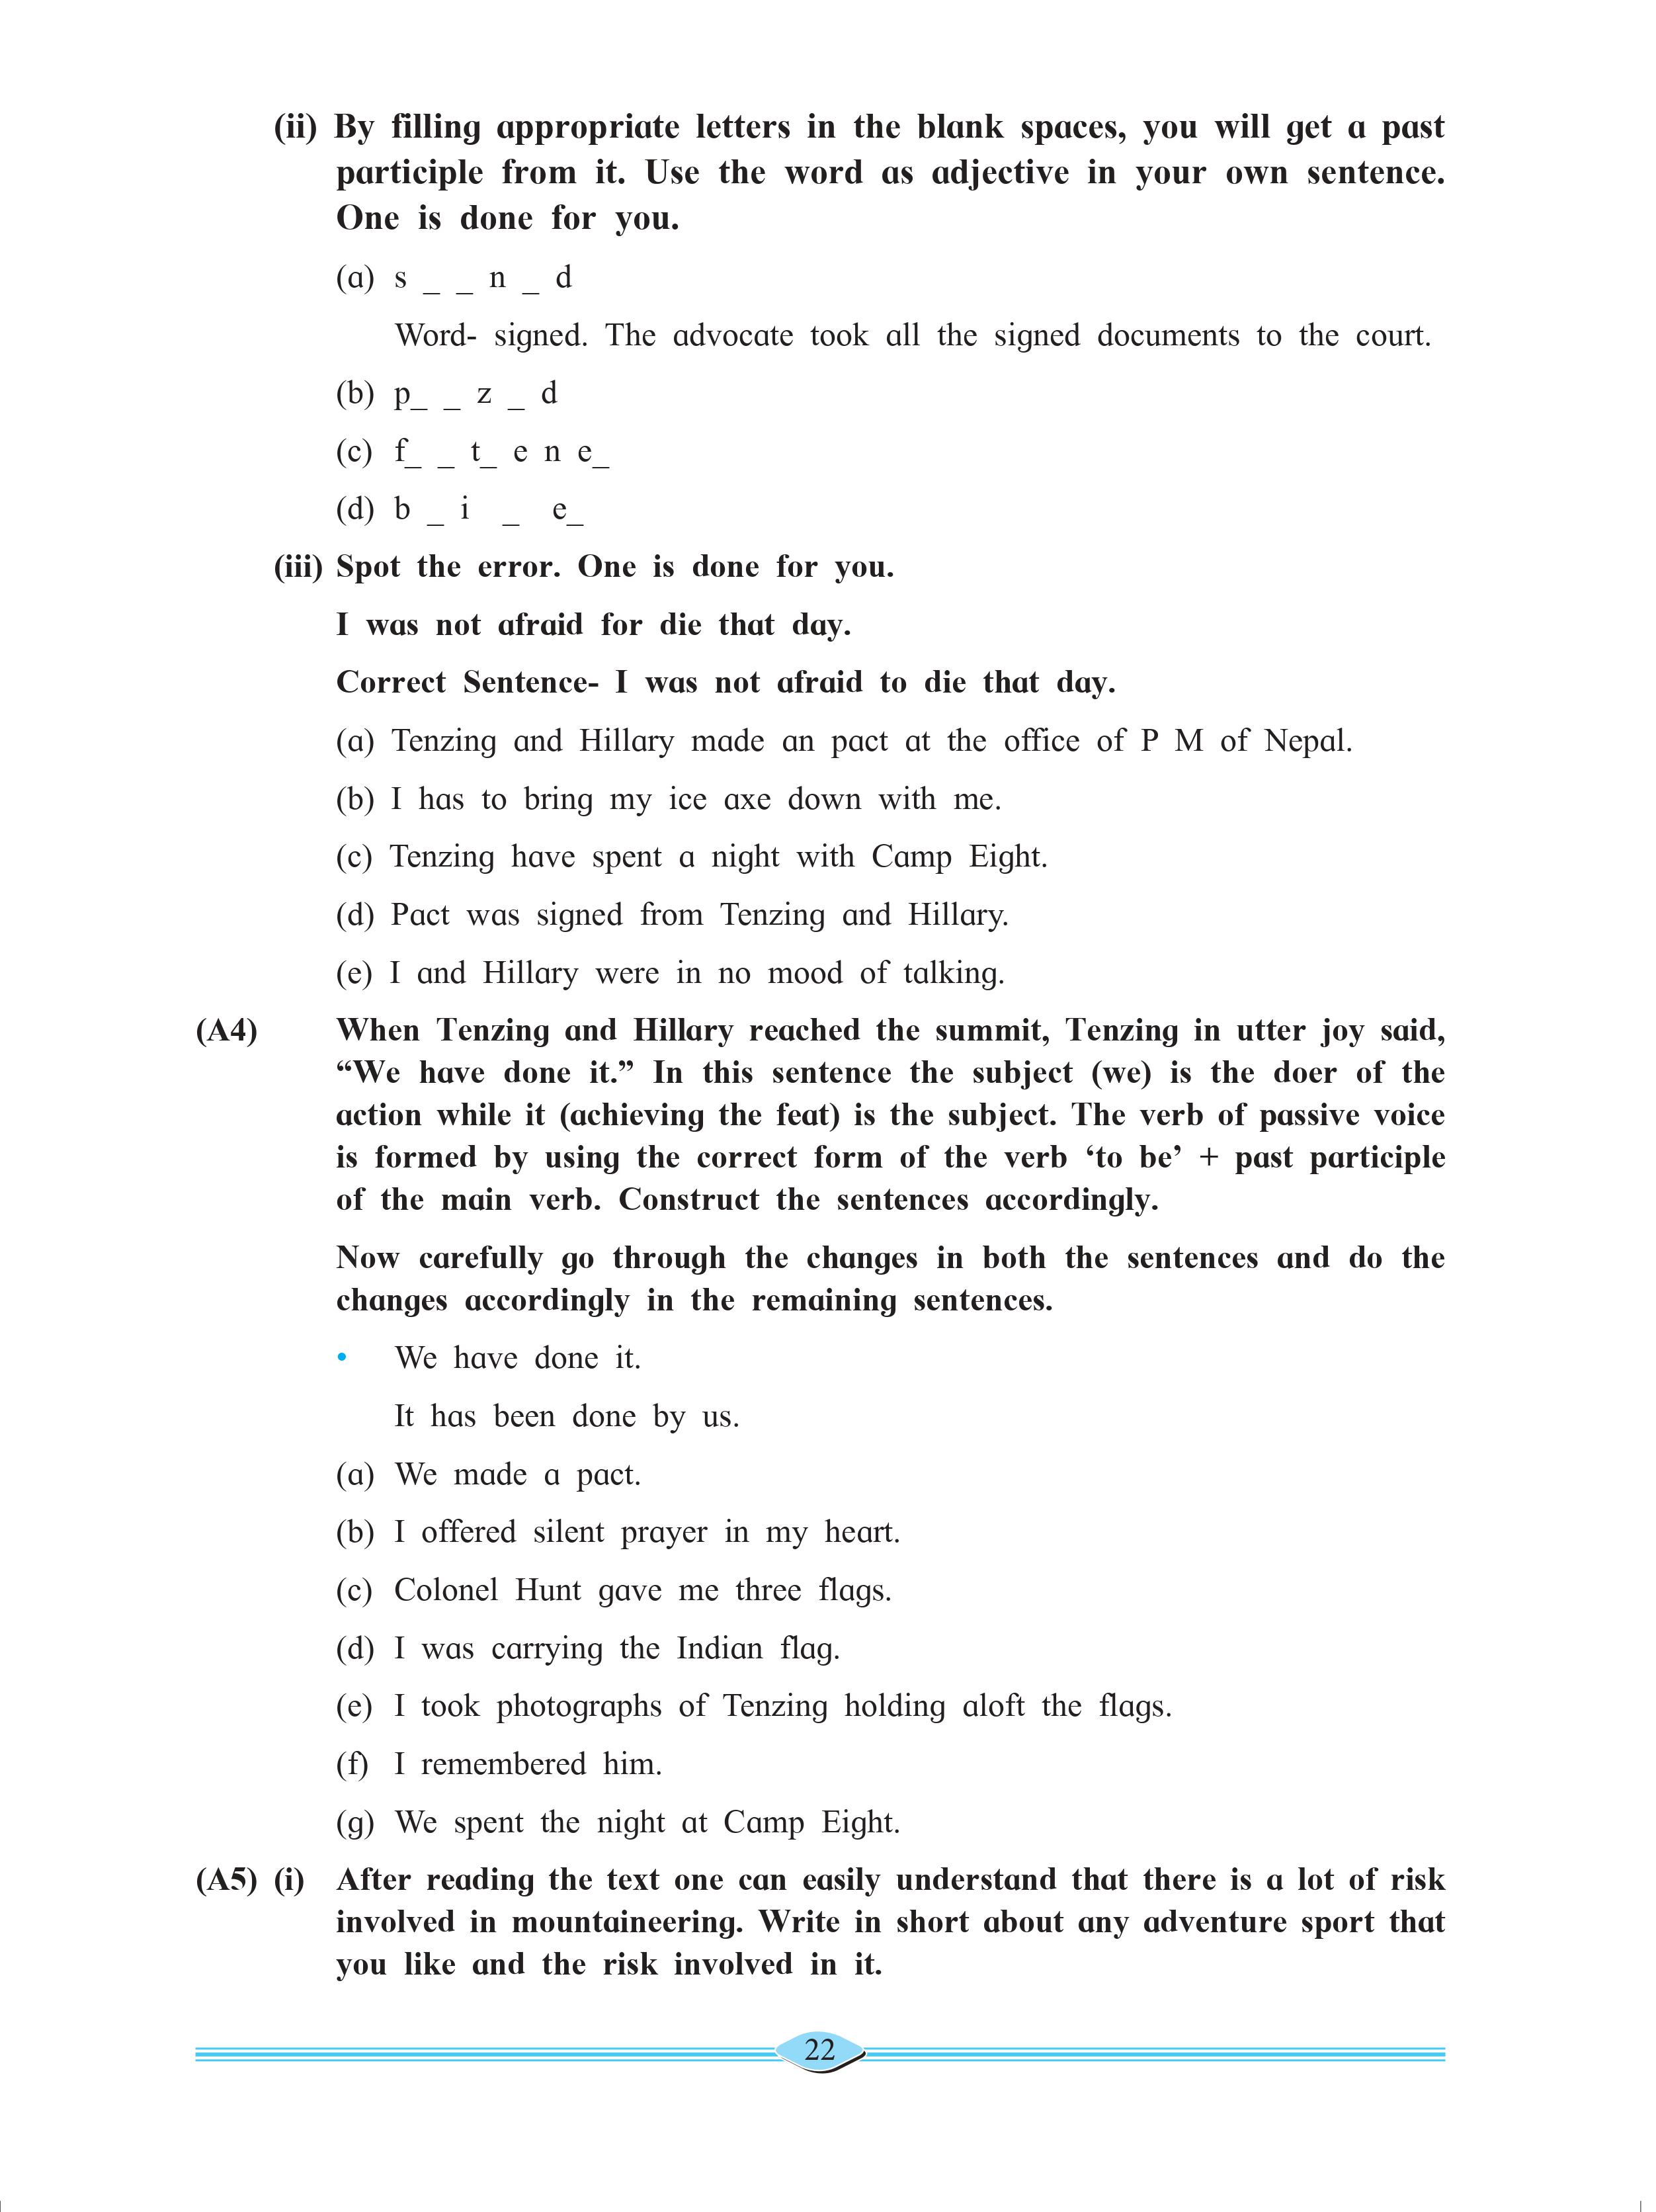 (ii) By filling appropriate letters in the blank spaces, you will get a past
participle from it. Use the word as adjective in your own sentence.
One is done for you.
(a) s _ _ n _ d
Word- signed. The advocate took all the signed documents to the court.
(b) p_ _ z _ d
(c) f_ _ t_ e n e_
(d) b _ i _ e_
(iii) Spot the error. One is done for you.
I was not afraid for die that day.
Correct Sentence- I was not afraid to die that day.
(a) Tenzing and Hillary made an pact at the office of P M of Nepal.
(b) I has to bring my ice axe down with me.
(c) Tenzing have spent a night with Camp Eight.
(d) Pact was signed from Tenzing and Hillary.
(e) I and Hillary were in no mood of talking.
(A4) When Tenzing and Hillary reached the summit, Tenzing in utter joy said,
“We have done it.” In this sentence the subject (we) is the doer of the
action while it (achieving the feat) is the subject. The verb of passive voice
is formed by using the correct form of the verb ‘to be’ + past participle
of the main verb. Construct the sentences accordingly.
Now carefully go through the changes in both the sentences and do the
changes accordingly in the remaining sentences.
• We have done it.
It has been done by us.
(a) We made a pact.
(b) I offered silent prayer in my heart.
(c) Colonel Hunt gave me three flags.
(d) I was carrying the Indian flag.
(e) I took photographs of Tenzing holding aloft the flags.
(f) I remembered him.
(g) We spent the night at Camp Eight.
(A5) (i) After reading the text one can easily understand that there is a lot of risk
involved in mountaineering. Write in short about any adventure sport that
you like and the risk involved in it.
22